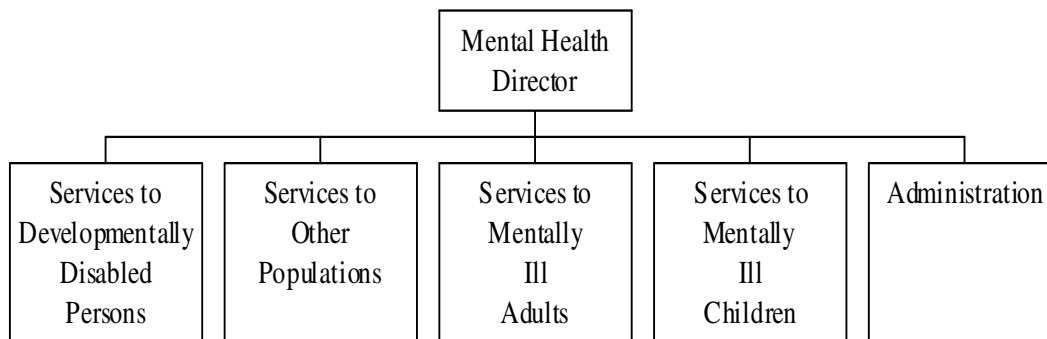 Mental Health
Director
Services to
Developmentally
Disabled
Persons
Services to
Other
Populations
Services to
Mentally
Ill
Adults
Services to
Mentally
Ill
Children
Administration